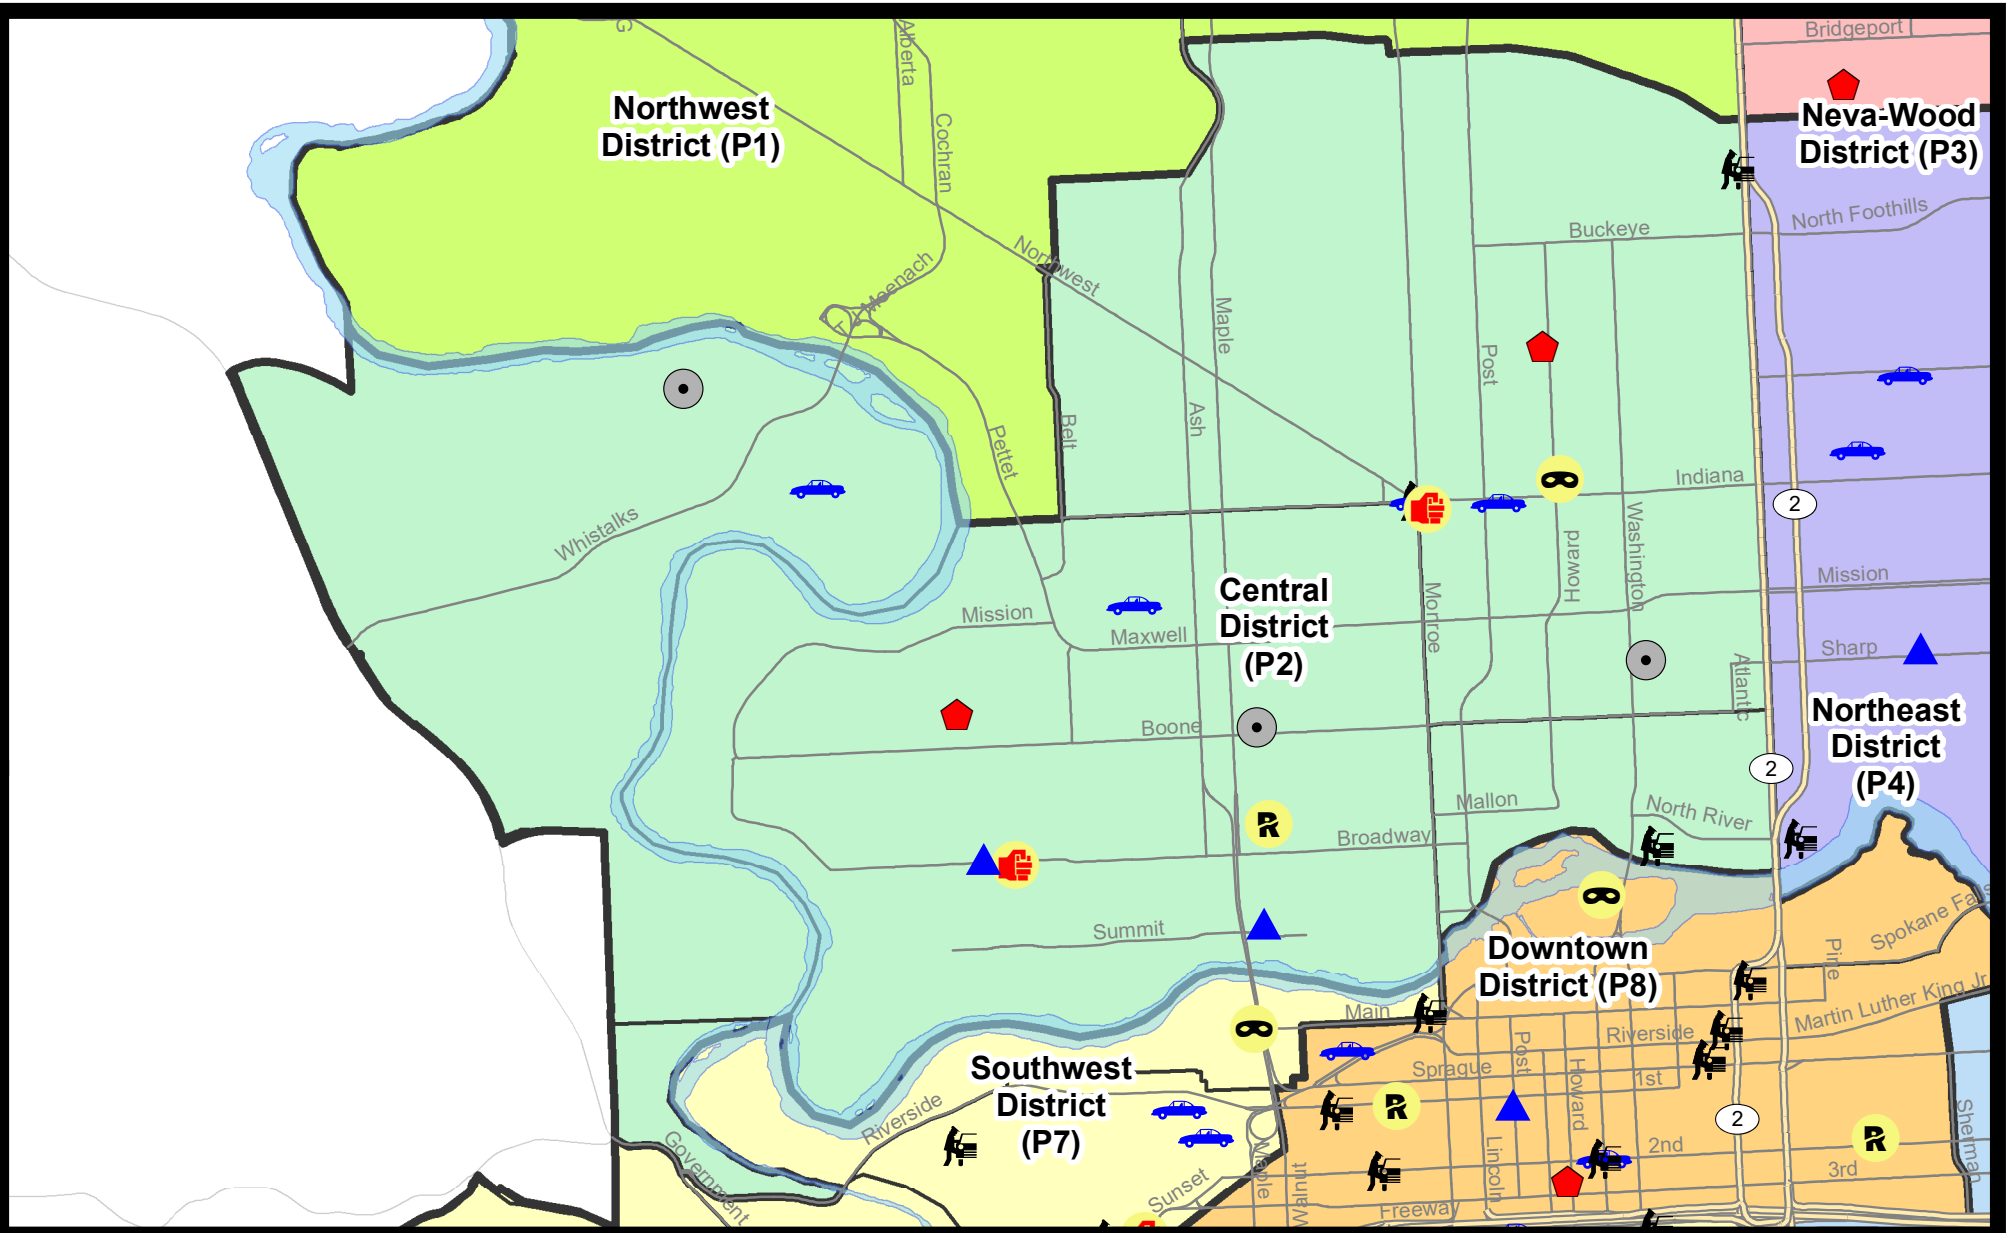 G
Alberta
Cochran
Bridgeport
Northwest
District (P1)
Neva-Wood
District (P3)
North Foothills
Buckeye
Northwest
T J Meenach
Maple
Post
Ash
Belt
Pettet
Indiana
2
Whistalks
Howard
Washington
Monroe
Mission
Central
District
(P2)
Mission
Maxwell
Sharp
Atlantic
Northeast
District
(P4)
Boone
2
Mallon
North River
R
Broadway
Summit
Downtown
District (P8)
Pine
Spokane Fa
Main
Martin Luther King Jr
Riverside
Post
Southwest
District
(P7)
Sprague
1st
Howard
Riverside
R
2
Sherman
Government
Maple
Walnut
Lincoln
2nd
R
3rd
Sunset
Freeway